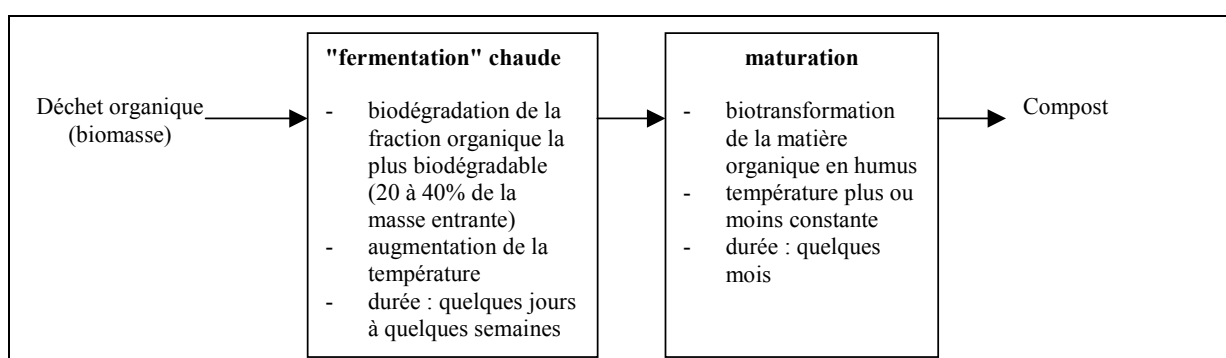 Déchet organique
(biomasse)
"fermentation" chaude
- biodégradation de la
fraction organique la
plus biodégradable
(20 à 40% de la
masse entrante)
- augmentation de la
température
- durée : quelques jours
à quelques semaines
maturation
- biotransformation
de la matière
organique en humus
- température plus ou
moins constante
- durée : quelques
mois
Compost